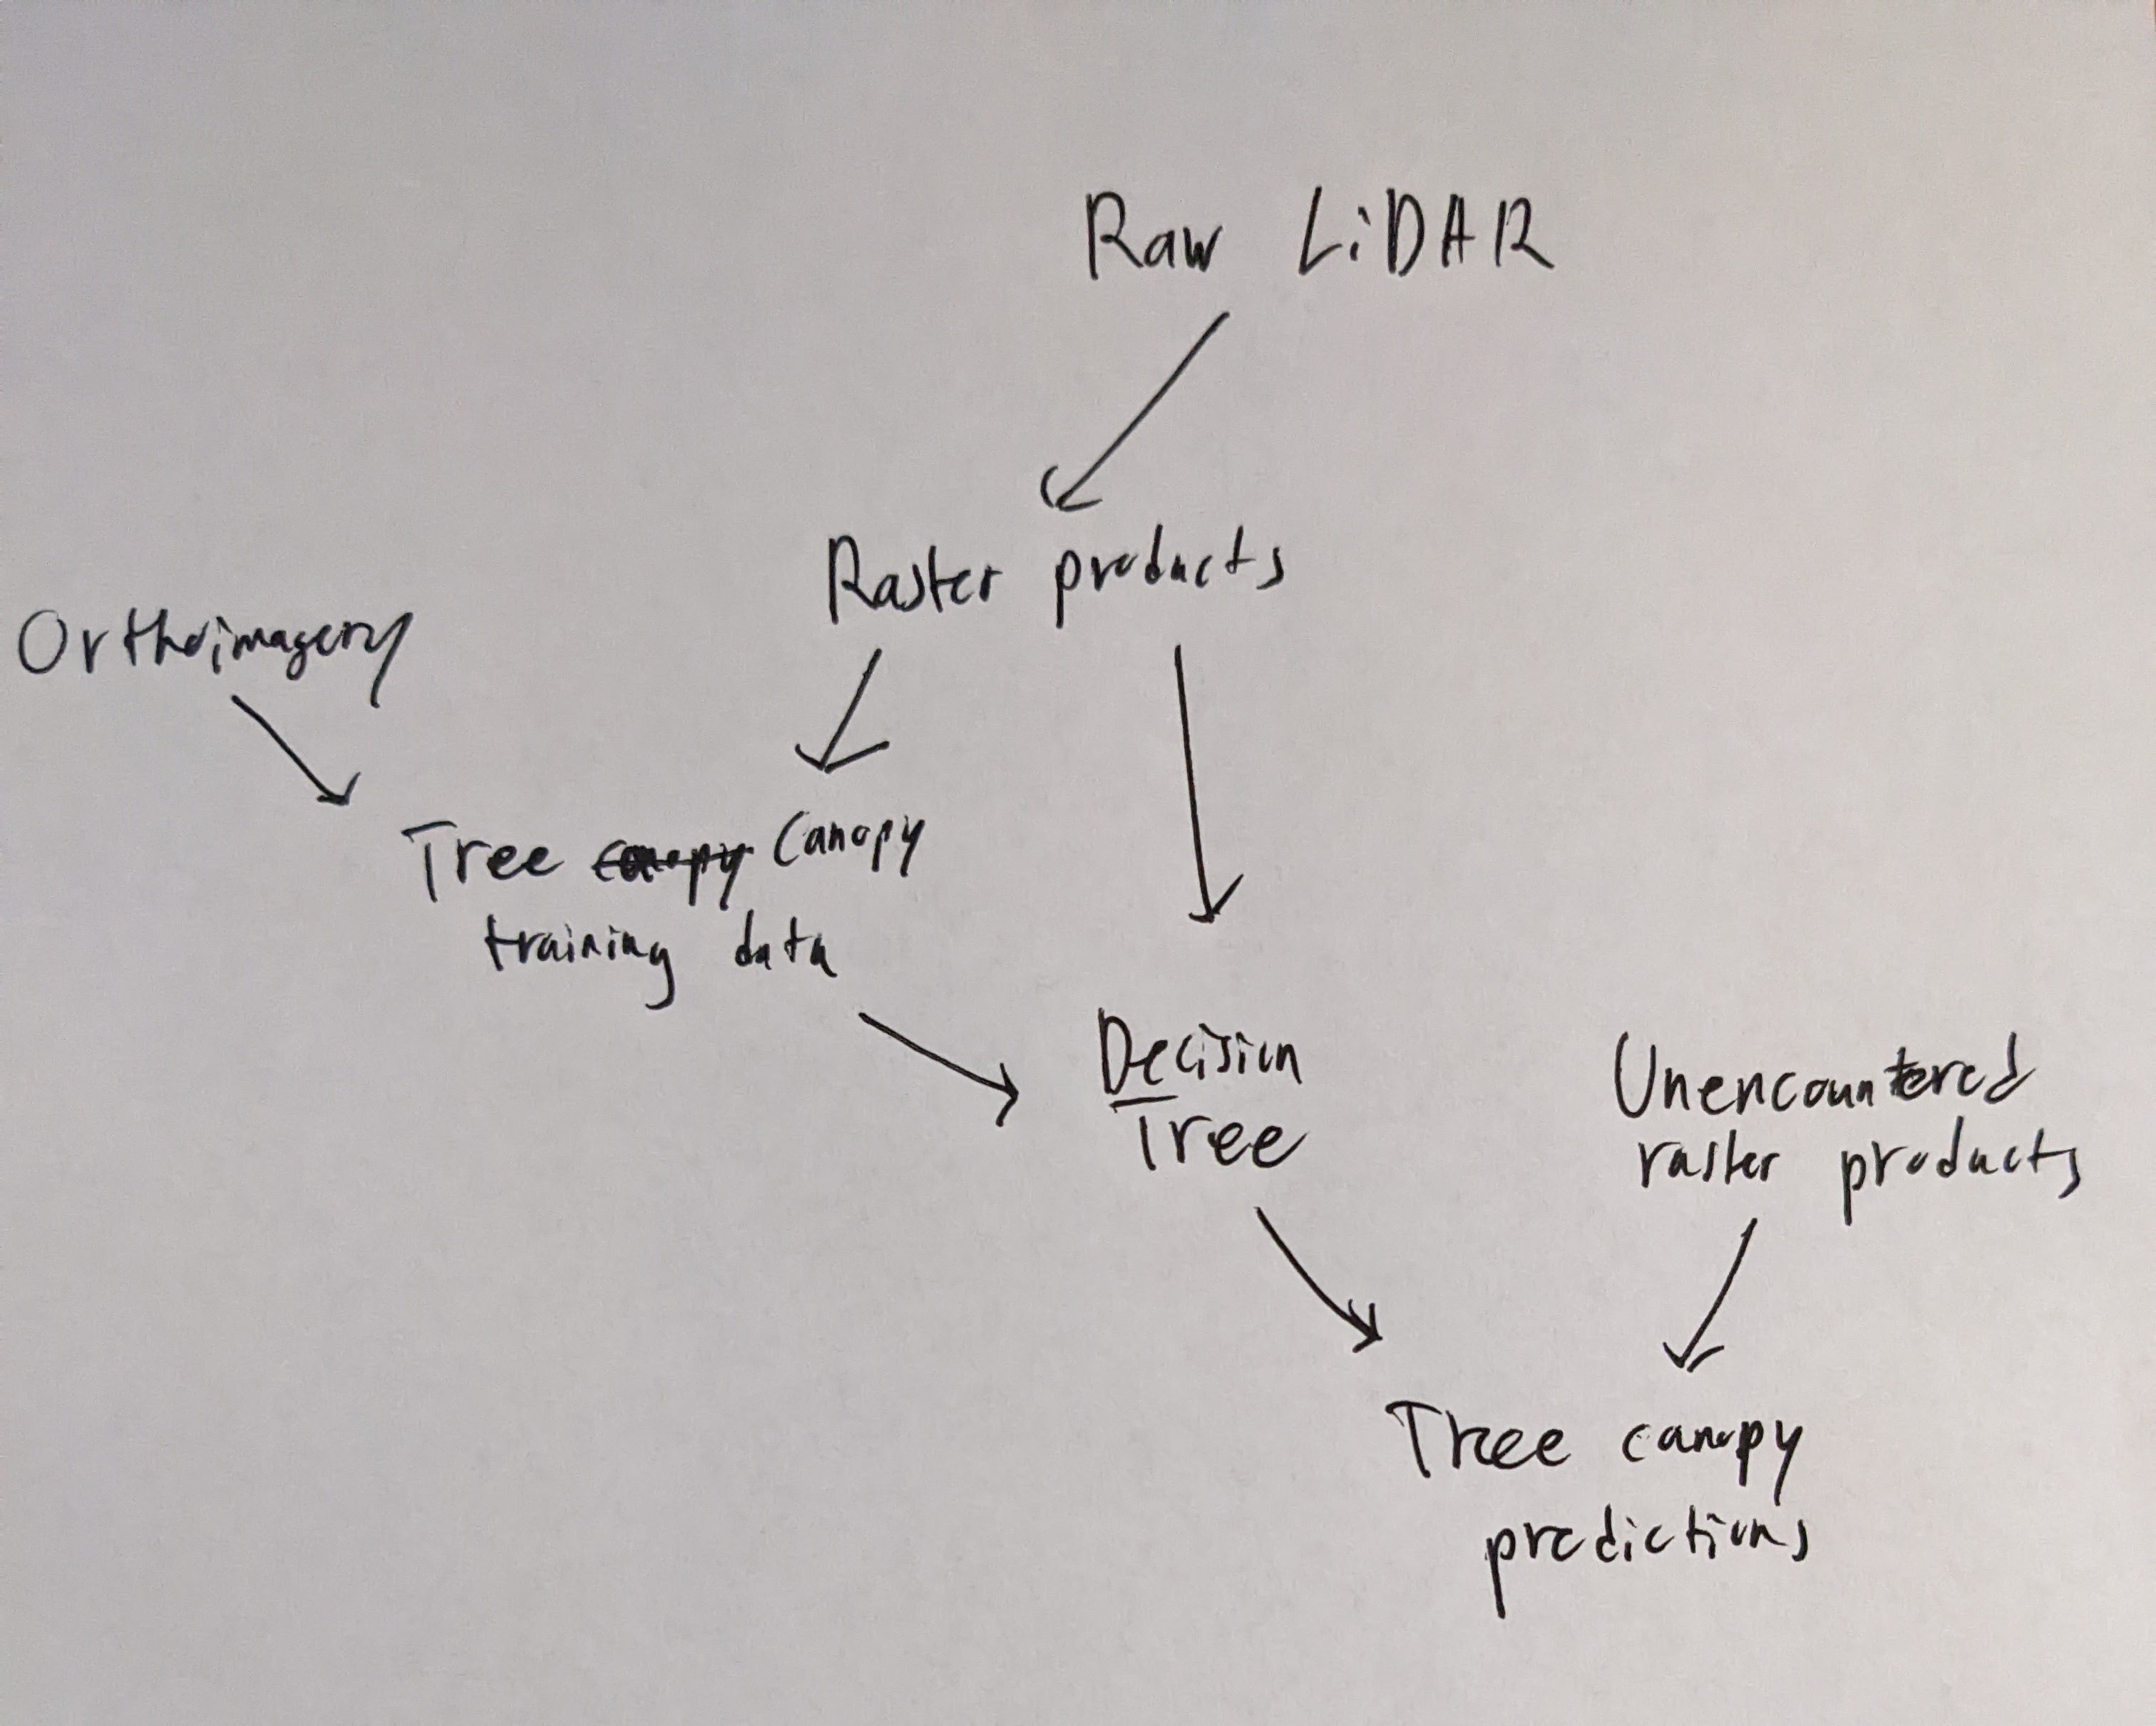 Raw LiDAR
Raster products
Orthoimagery
Tree canopy Canopy
training data
Decision
Tree
Unencountered
raster products
Tree canopy
predictions